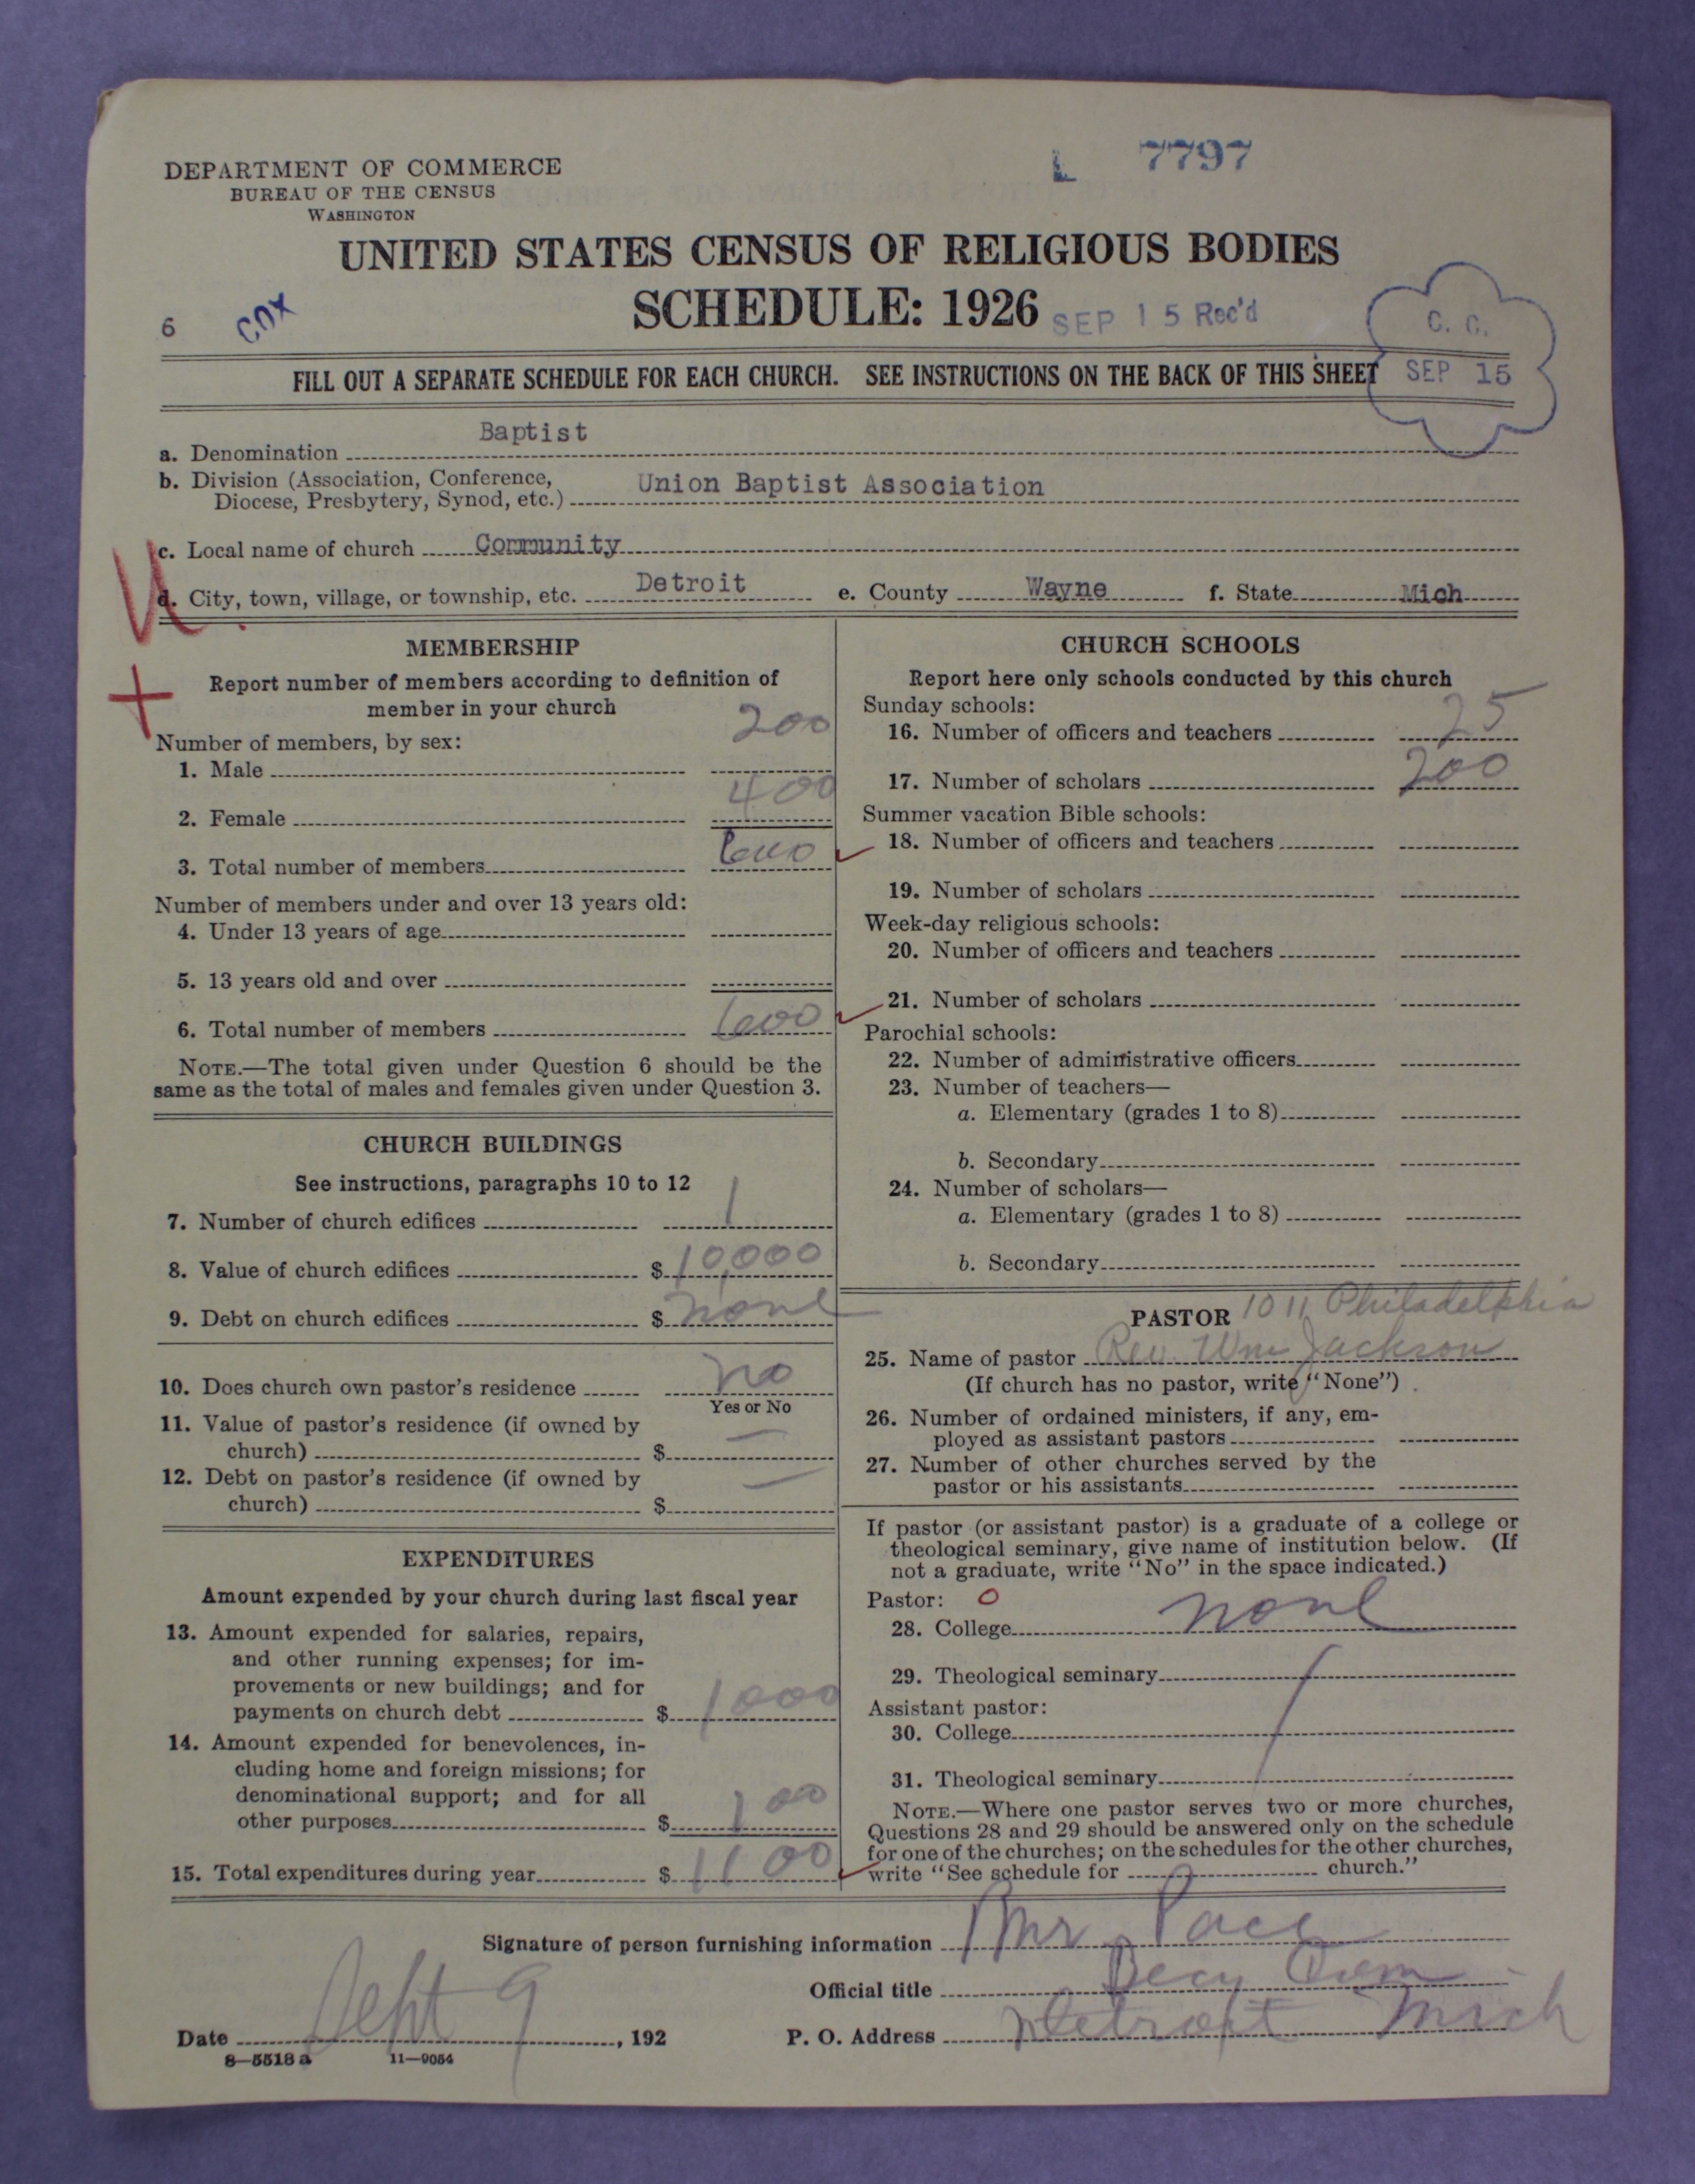 L 7797
DEPARTMENT OF COMMERCE
BUREAU OF THE CENSUS
WASHINGTON
UNITED STATES CENSUS OF RELIGIOUS BODIES
SCHEDULE: 1926
SEP 15 Rec'd
C. C.
SEP 15
6
COX
FILL OUT A SEPARATE SCHEDULE FOR EACH CHURCH. SEE INSTRUCTIONS ON THE BACK OF THIS SHEET
a. Denomination Baptist
b. Division (Association, Conference,
Diocese, Presbytery, Synod, etc.) Union Baptist Association
c. Local name of church Community
d. City, town, village, or township, etc. Detroit e. County Wayne f. State Mich
MEMBERSHIP
Report number of members according to definition of
member in your church
Number of members, by sex:
1. Male 200
2. Female 400
3. Total number of members 600
Number of members under and over 13 years old:
4. Under 13 years of age
5. 13 years old and over
6. Total number of members 600
NOTE.—The total given under Question 6 should be the
same as the total of males and females given under Question 3.
CHURCH BUILDINGS
See instructions, paragraphs 10 to 12
7. Number of church edifices 1
8. Value of church edifices $ 10,000
9. Debt on church edifices $ none
10. Does church own pastor's residence no
Yes or No
11. Value of pastor's residence (if owned by
church) $ —
12. Debt on pastor's residence (if owned by
church) $ —
EXPENDITURES
Amount expended by your church during last fiscal year
13. Amount expended for salaries, repairs,
and other running expenses; for im-
provements or new buildings; and for
payments on church debt $ 1000
14. Amount expended for benevolences, in-
cluding home and foreign missions; for
denominational support; and for all
other purposes $ 100
15. Total expenditures during year $ 1100
CHURCH SCHOOLS
Report here only schools conducted by this church
Sunday schools:
16. Number of officers and teachers 25
17. Number of scholars 200
Summer vacation Bible schools:
18. Number of officers and teachers
19. Number of scholars
Week-day religious schools:
20. Number of officers and teachers
21. Number of scholars
Parochial schools:
22. Number of administrative officers
23. Number of teachers—
a. Elementary (grades 1 to 8)
b. Secondary
24. Number of scholars—
a. Elementary (grades 1 to 8)
b. Secondary
PASTOR 1011 Philadelphia
25. Name of pastor Rev. Wm Jackson
(If church has no pastor, write "None")
26. Number of ordained ministers, if any, em-
ployed as assistant pastors
27. Number of other churches served by the
pastor or his assistants
If pastor (or assistant pastor) is a graduate of a college or
theological seminary, give name of institution below. (If
not a graduate, write "No" in the space indicated.)
Pastor: O
28. College none
29. Theological seminary
Assistant pastor:
30. College
31. Theological seminary
NOTE.—Where one pastor serves two or more churches,
Questions 28 and 29 should be answered only on the schedule
for one of the churches; on the schedules for the other churches,
write "See schedule for church."
Signature of person furnishing information Mr Pace
Official title
Date Sept 9, 192 P. O. Address Detroit Mich
8—5518 a 11—9054